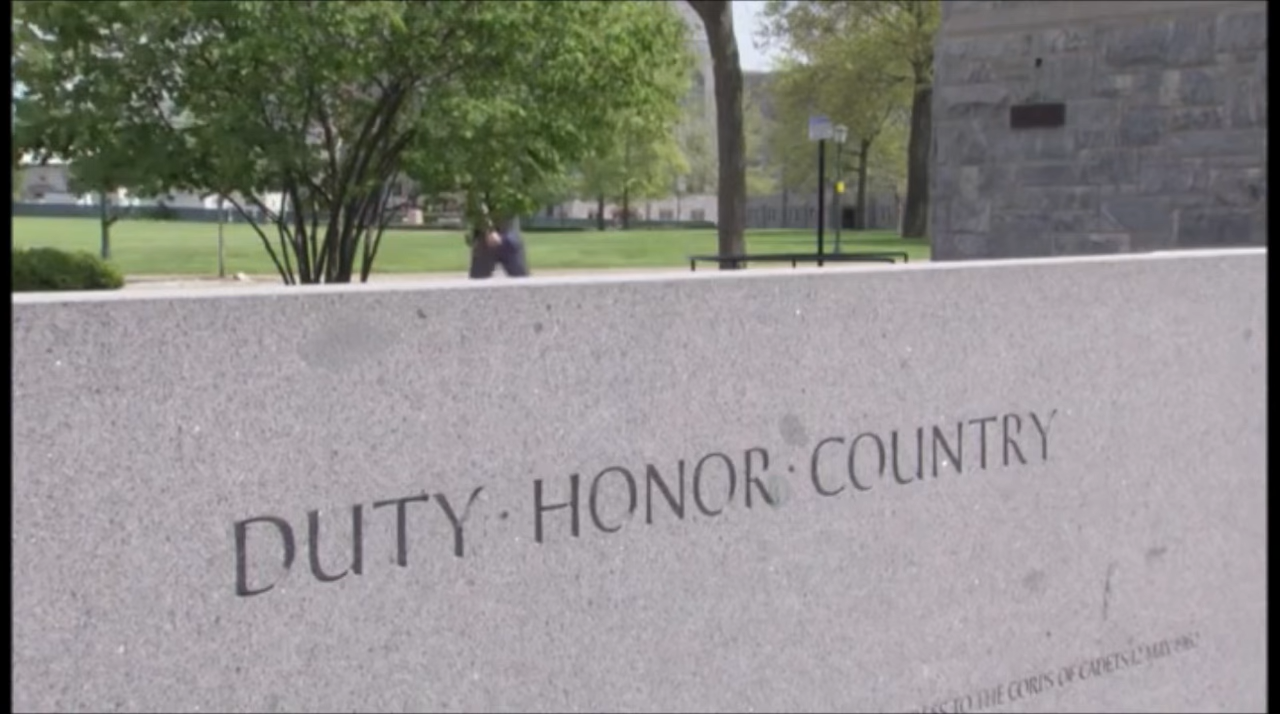 DUTY · HONOR · COUNTRY
TO THE CORPS OF CADETS 12 MAY 1962